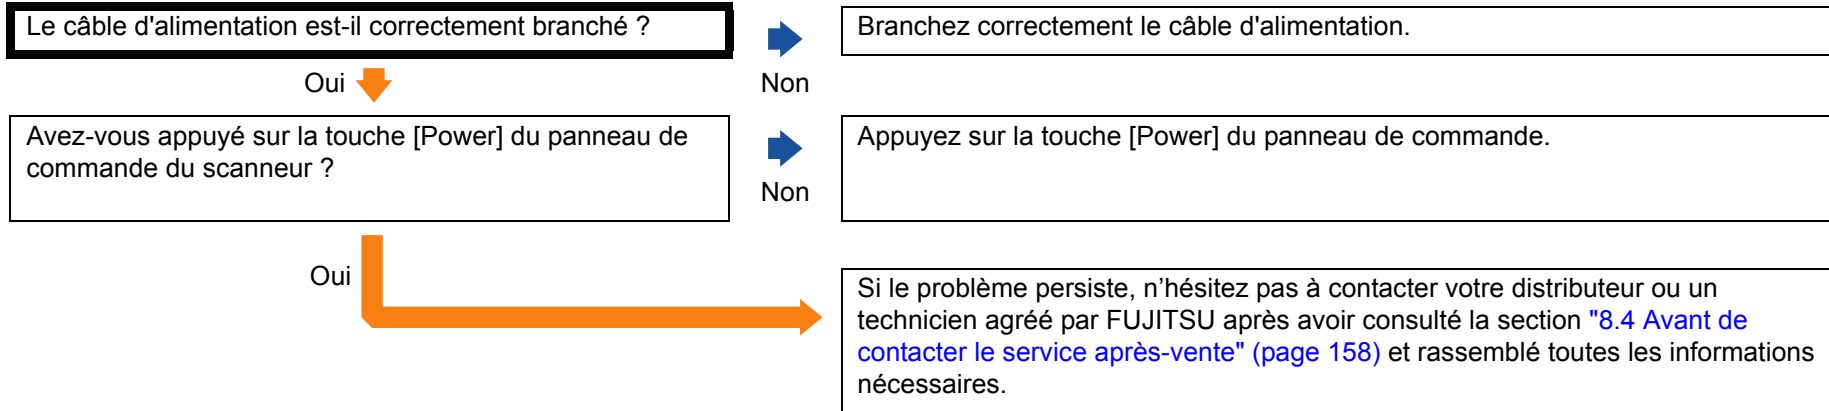 Le câble d'alimentation est-il correctement branché ?
Branchez correctement le câble d'alimentation.
Oui
Non
Avez-vous appuyé sur la touche [Power] du panneau de
commande du scanneur ?
Appuyez sur la touche [Power] du panneau de commande.
Non
Oui
Si le problème persiste, n’hésitez pas à contacter votre distributeur ou un
technicien agréé par FUJITSU après avoir consulté la section "8.4 Avant de
contacter le service après-vente" (page 158) et rassemblé toutes les informations
nécessaires.